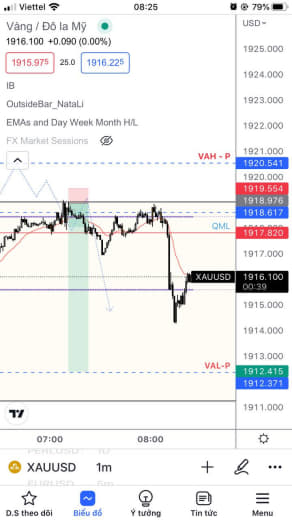 Viettel
08:25
79%
Vàng / Đô la Mỹ
1916.100 +0.090 (0.00%)
1915.975 25.0 1916.225
IB
OutsideBar_NataLi
EMAs and Day Week Month H/L
FX Market Sessions
USD
1925.000
1923.000
1922.000
1921.000
VAH - P
1920.541
1920.000
1919.554
1918.976
1918.617
QML
1917.820
1917.000
XAUUSD
1916.100
00:39
1915.000
1914.000
1913.000
VAL-P
1912.415
1912.371
1911.000
07:00 08:00
XAUUSD 1m
D.S theo dõi
Biểu đồ
Ý tưởng
Tin tức
Menu